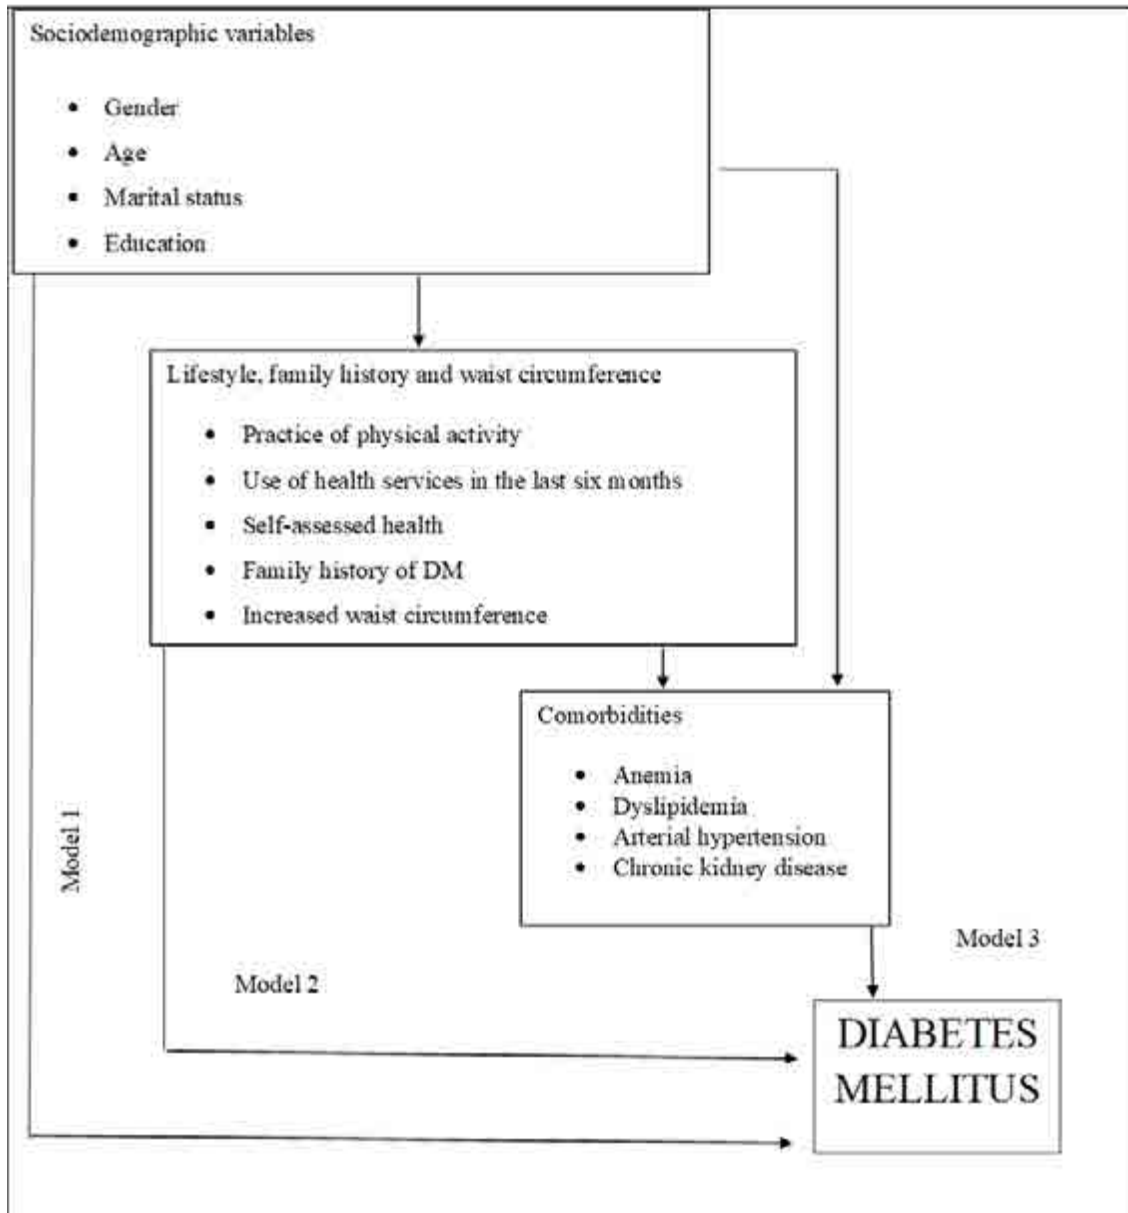 Sociodemographic variables
• Gender
• Age
• Marital status
• Education
Lifestyle, family history and waist circumference
• Practice of physical activity
• Use of health services in the last six months
• Self-assessed health
• Family history of DM
• Increased waist circumference
Comorbidities
• Anemia
• Dyslipidemia
• Arterial hypertension
• Chronic kidney disease
Model 1
Model 2
Model 3
DIABETES
MELLITUS